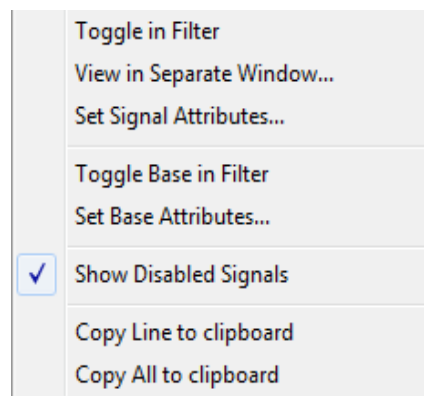 Toggle in Filter
View in Separate Window...
Set Signal Attributes...
Toggle Base in Filter
Set Base Attributes...
Show Disabled Signals
Copy Line to clipboard
Copy All to clipboard